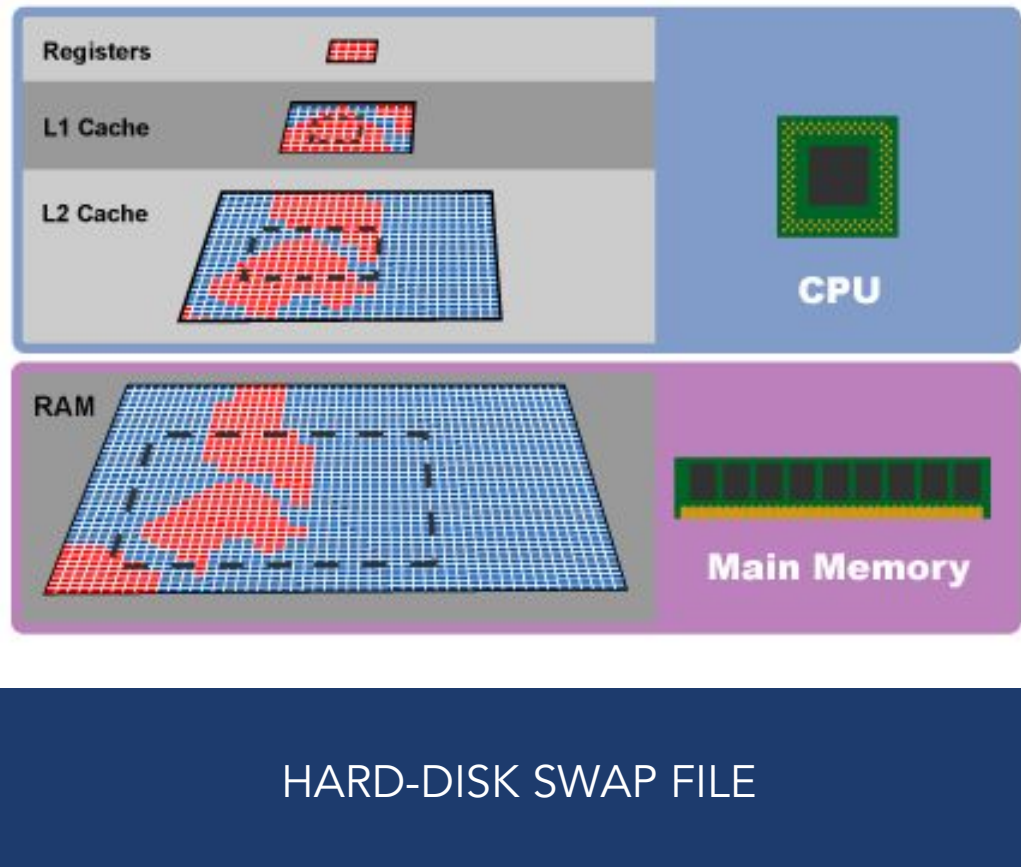 Registers
L1 Cache
L2 Cache
CPU
RAM
Main Memory
HARD-DISK SWAP FILE